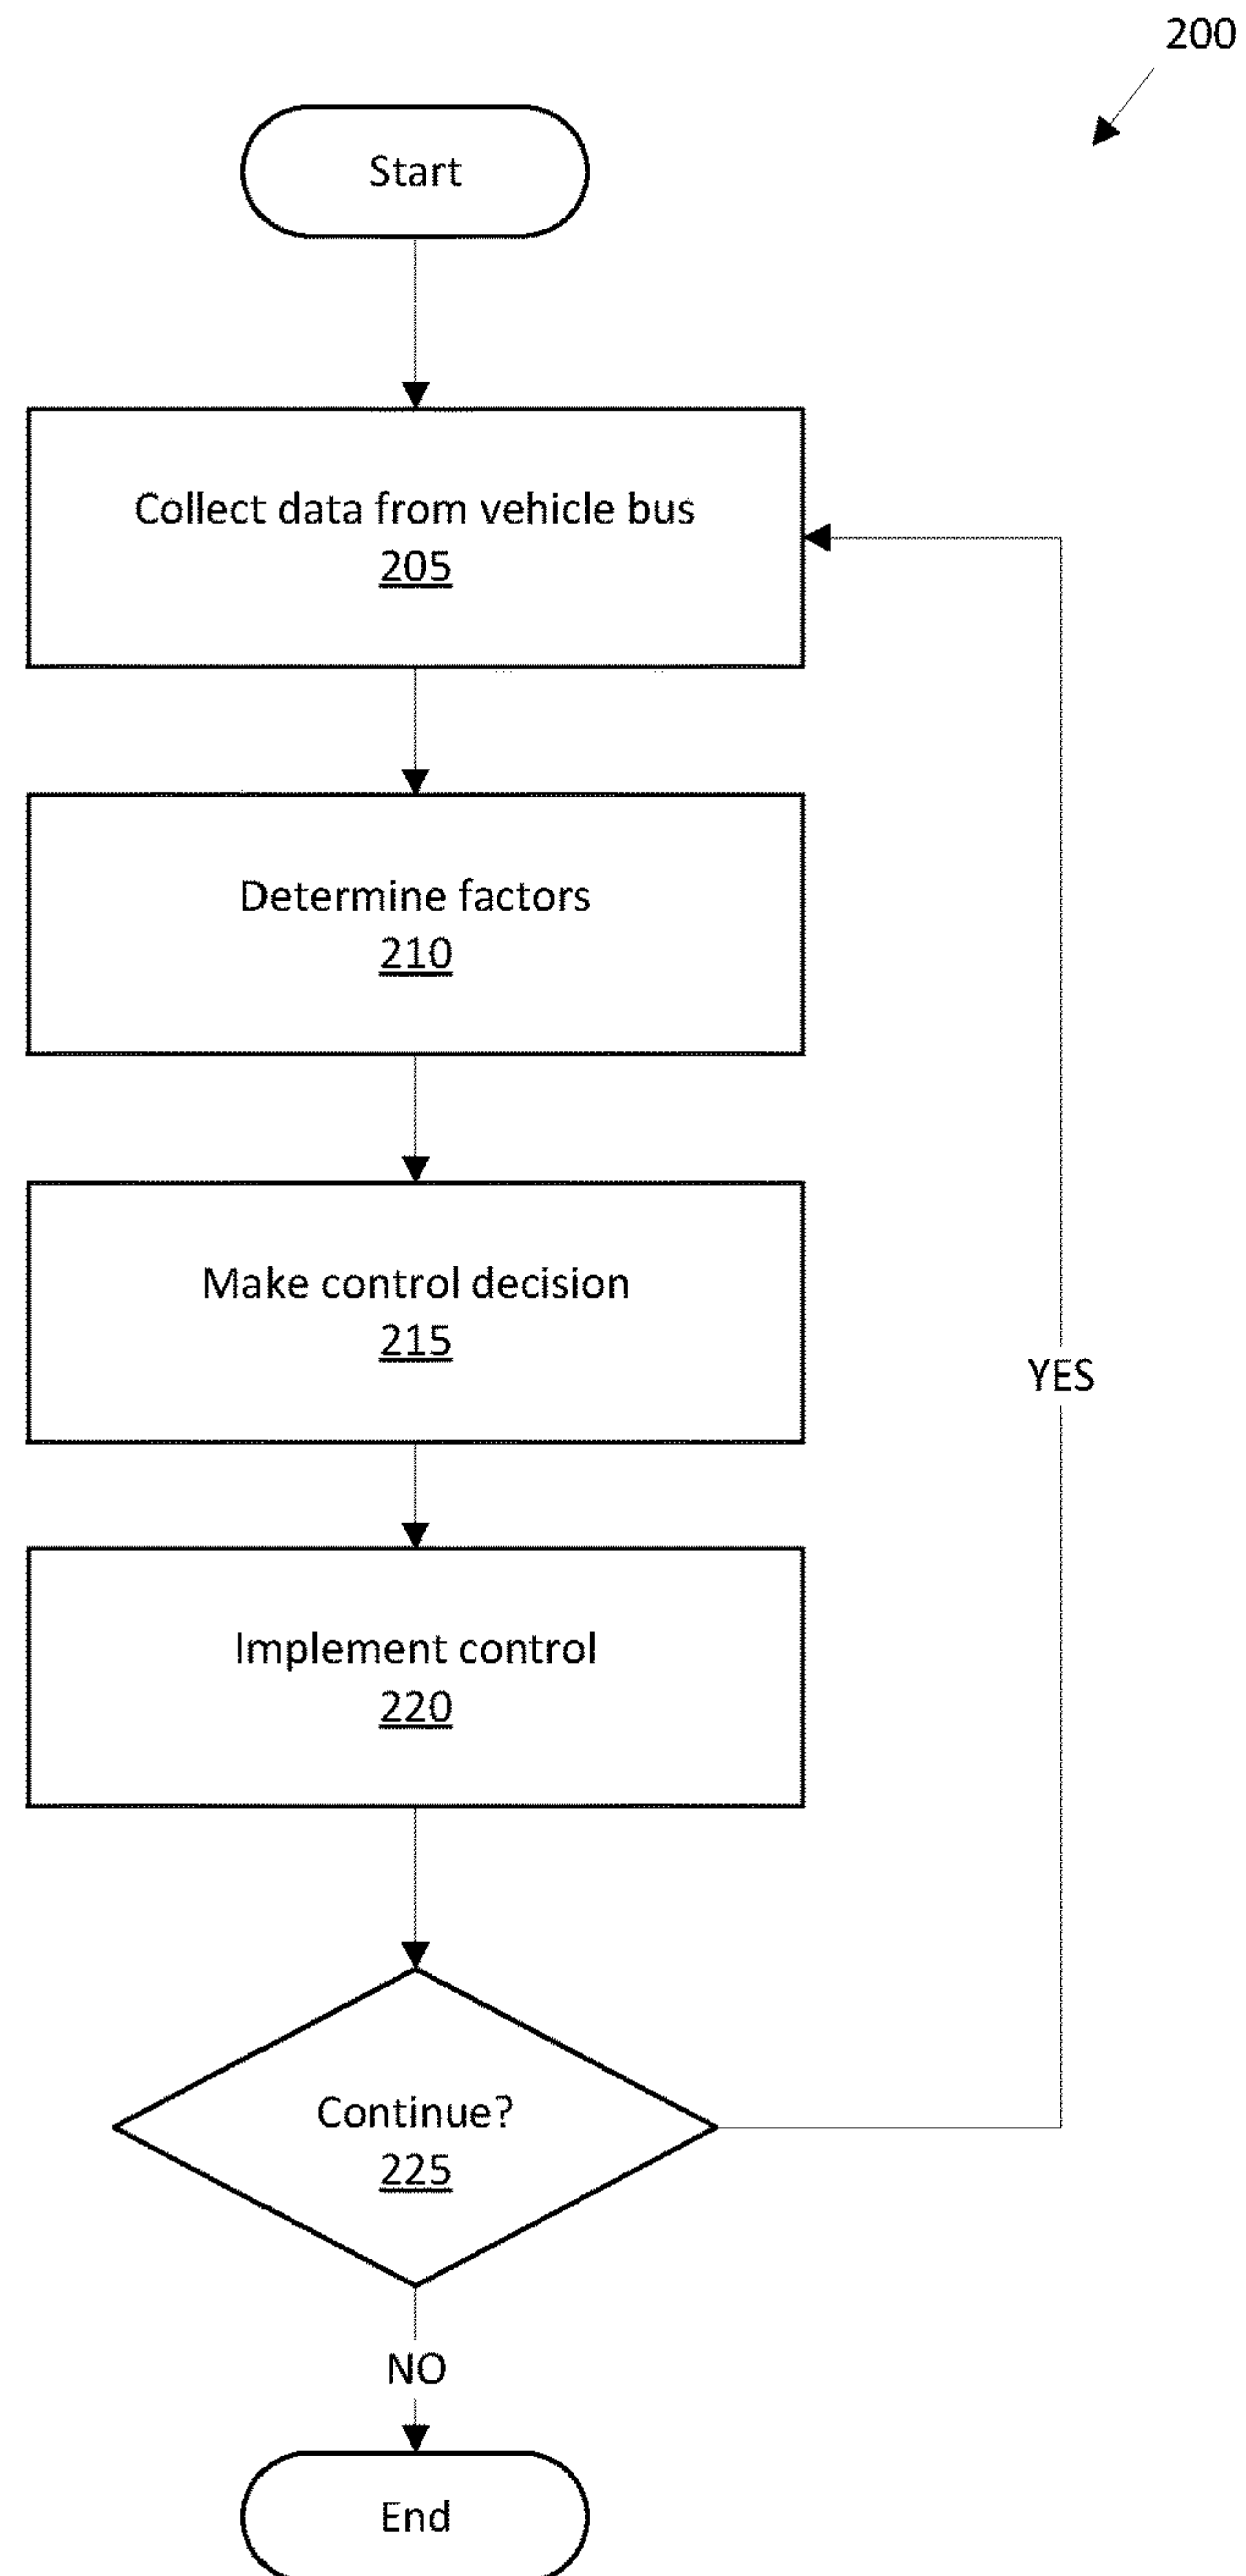 200
Start
Collect data from vehicle bus
205
Determine factors
210
Make control decision
215
YES
Implement control
220
Continue?
225
NO
End